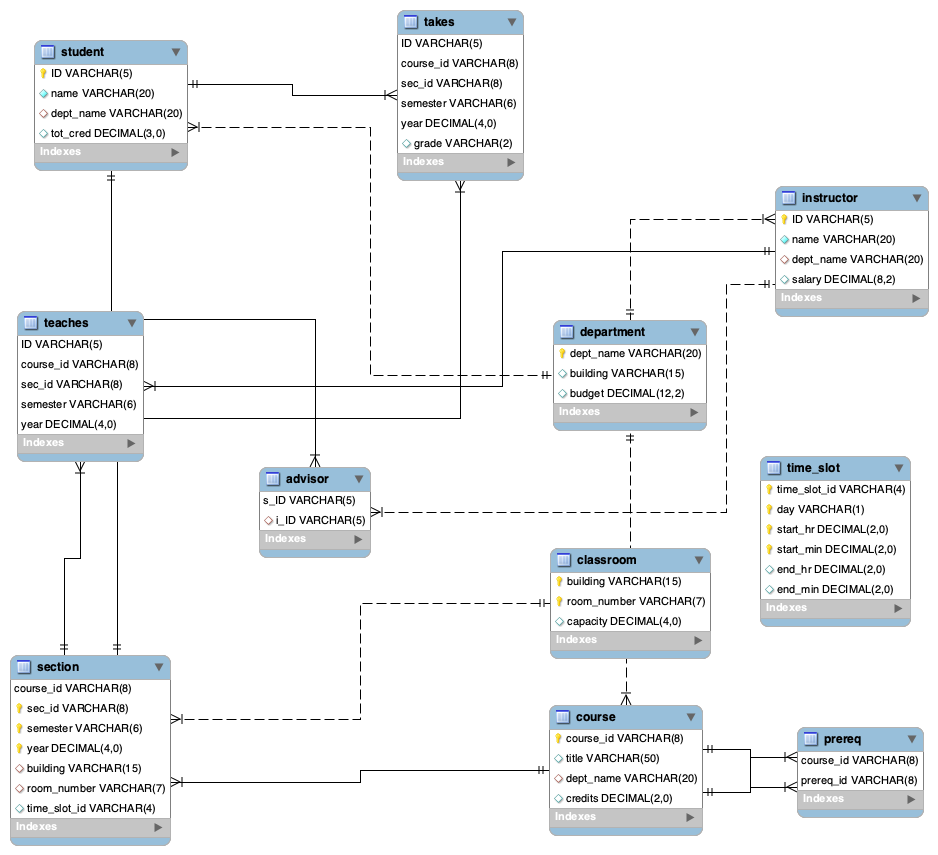 takes
ID VARCHAR(5)
course_id VARCHAR(8)
sec_id VARCHAR(8)
semester VARCHAR(6)
year DECIMAL(4,0)
grade VARCHAR(2)
Indexes
student
ID VARCHAR(5)
name VARCHAR(20)
dept_name VARCHAR(20)
tot_cred DECIMAL(3,0)
Indexes
instructor
ID VARCHAR(5)
name VARCHAR(20)
dept_name VARCHAR(20)
salary DECIMAL(8,2)
Indexes
teaches
ID VARCHAR(5)
course_id VARCHAR(8)
sec_id VARCHAR(8)
semester VARCHAR(6)
year DECIMAL(4,0)
Indexes
department
dept_name VARCHAR(20)
building VARCHAR(15)
budget DECIMAL(12,2)
Indexes
advisor
s_ID VARCHAR(5)
i_ID VARCHAR(5)
Indexes
time_slot
time_slot_id VARCHAR(4)
day VARCHAR(1)
start_hr DECIMAL(2,0)
start_min DECIMAL(2,0)
end_hr DECIMAL(2,0)
end_min DECIMAL(2,0)
Indexes
classroom
building VARCHAR(15)
room_number VARCHAR(7)
capacity DECIMAL(4,0)
Indexes
section
course_id VARCHAR(8)
sec_id VARCHAR(8)
semester VARCHAR(6)
year DECIMAL(4,0)
building VARCHAR(15)
room_number VARCHAR(7)
time_slot_id VARCHAR(4)
Indexes
course
course_id VARCHAR(8)
title VARCHAR(50)
dept_name VARCHAR(20)
credits DECIMAL(2,0)
Indexes
prereq
course_id VARCHAR(8)
prereq_id VARCHAR(8)
Indexes